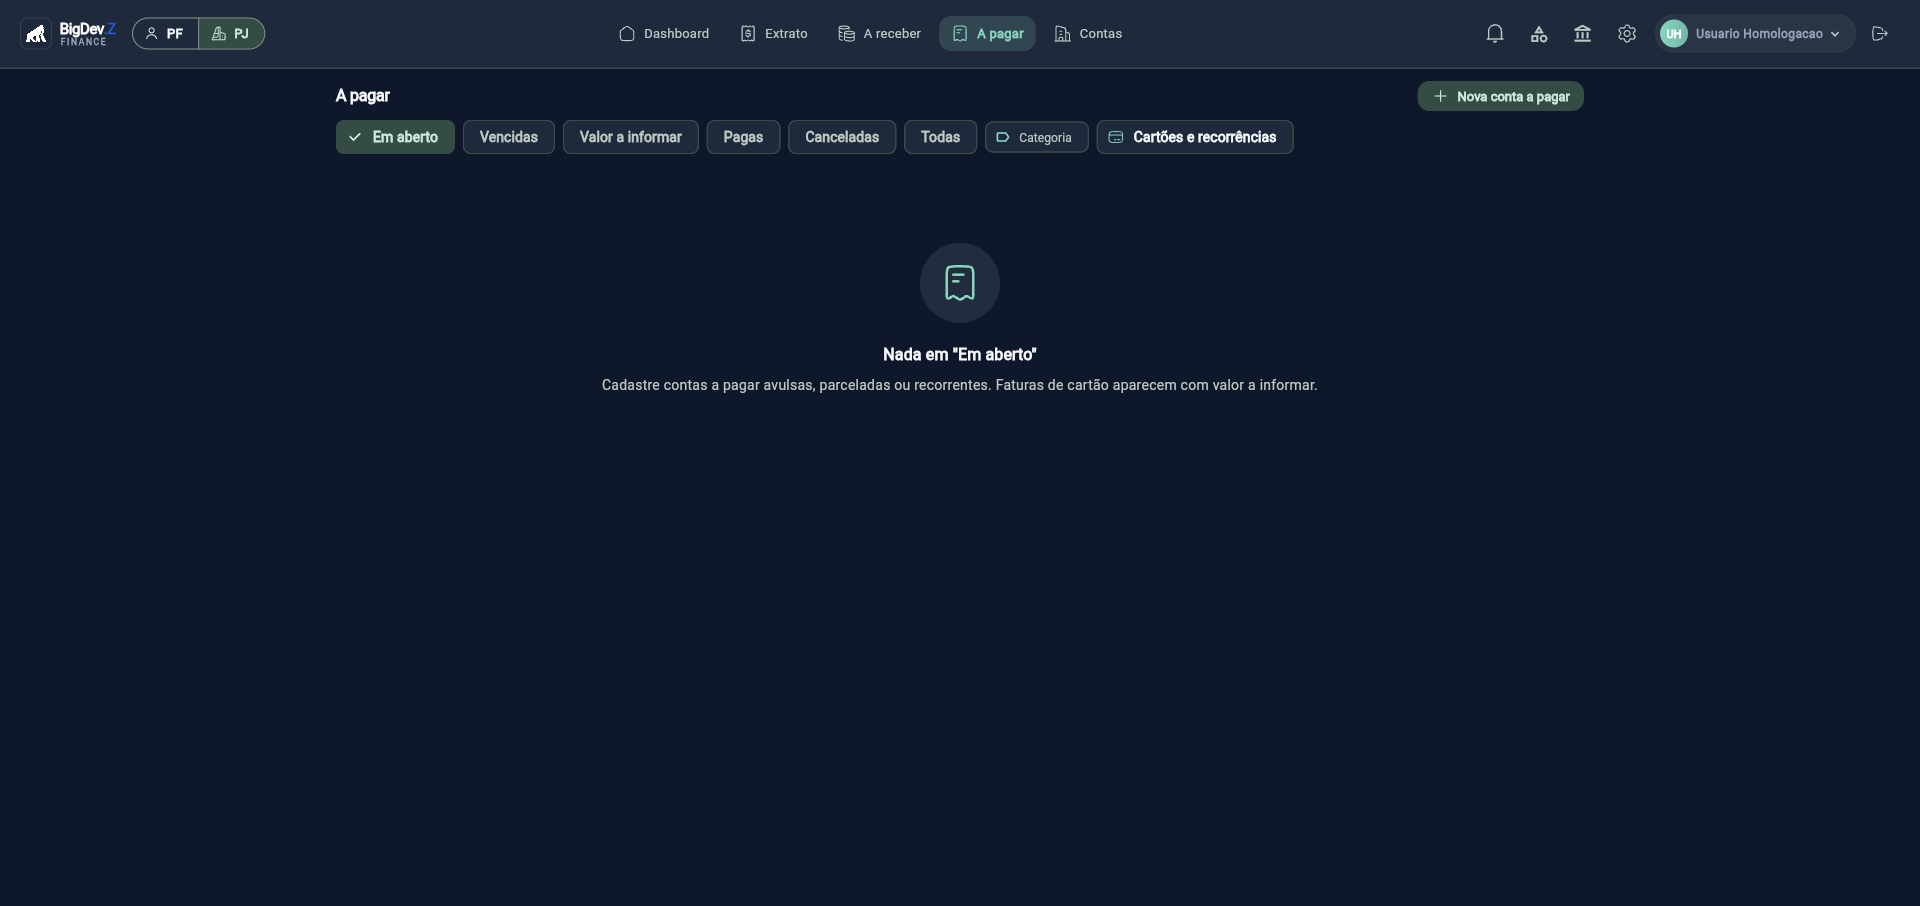 BigDev.Z
FINANCE
PF
PJ
Dashboard
Extrato
A receber
A pagar
Contas
UH
Usuario Homologacao
A pagar
Nova conta a pagar
Em aberto
Vencidas
Valor a informar
Pagas
Canceladas
Todas
Categoria
Cartões e recorrências
Nada em "Em aberto"
Cadastre contas a pagar avulsas, parceladas ou recorrentes. Faturas de cartão aparecem com valor a informar.